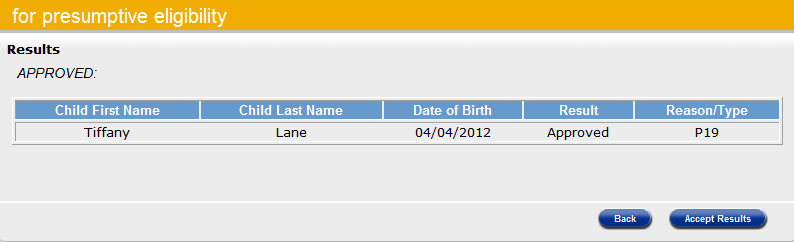 for presumptive eligibility
Results
APPROVED:
Child First Name Child Last Name Date of Birth Result Reason/Type
Tiffany Lane 04/04/2012 Approved P19
Back Accept Results